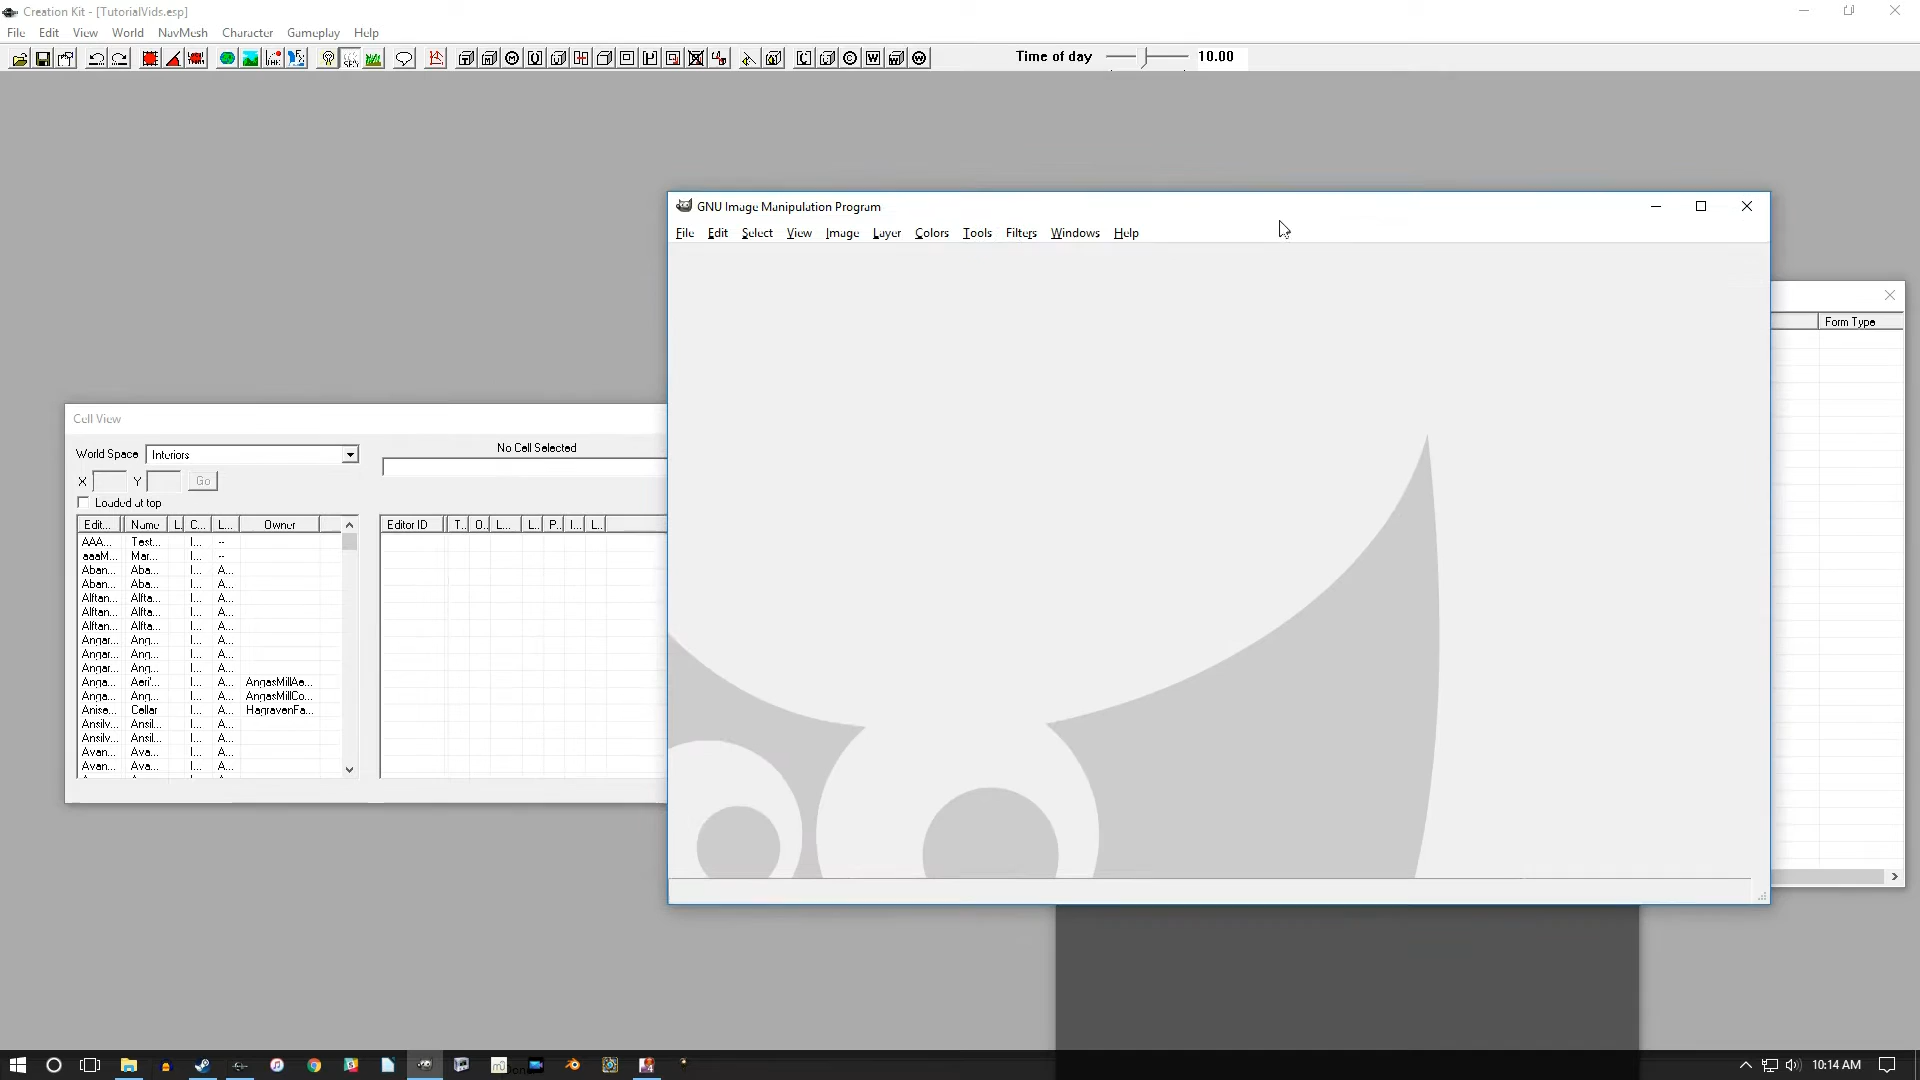 Creation Kit - [TutorialVids.esp]
File Edit View World NavMesh Character Gameplay Help
Time of day 10.00
GNU Image Manipulation Program
File Edit Select View Image Layer Colors Tools Filters Windows Help
Form Type
Cell View
World Space Interiors
No Cell Selected
X Y Go
Loaded at top
Edit... Name L C... L... Owner
Editor ID T.. O.. L... L.. P.. I... L..
AAA... Test... I... --
aaaM... Mar... I... --
Aban... Aba... I... A...
Aban... Aba... I... A...
Alftan... Alfta... I... A...
Alftan... Alfta... I... A...
Alftan... Alfta... I... A...
Angar... Ang... I... A...
Angar... Ang... I... A...
Angar... Ang... I... A...
Anga... Aeri'... I... A... AngasMillAe...
Anga... Ang... I... A... AngasMillCo...
Anise... Cellar I... A... HagravenFa...
Ansilv... Ansil... I... A...
Ansilv... Ansil... I... A...
Avan... Ava... I... A...
Avan... Ava... I... A...
10:14 AM